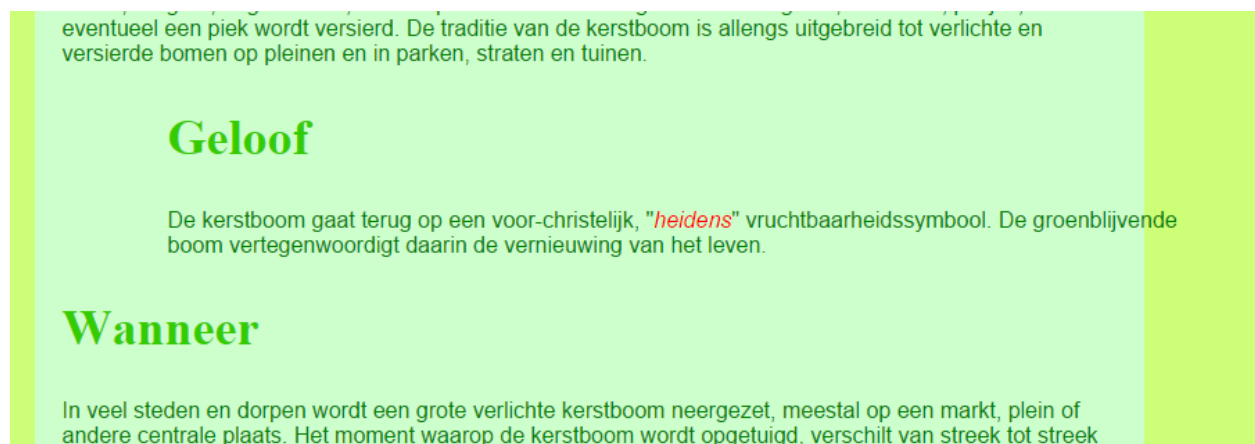 eventueel een piek wordt versierd. De traditie van de kerstboom is allengs uitgebreid tot verlichte en
versierde bomen op pleinen en in parken, straten en tuinen.
Geloof
De kerstboom gaat terug op een voor-christelijk, "heidens" vruchtbaarheidssymbool. De groenblijvende
boom vertegenwoordigt daarin de vernieuwing van het leven.
Wanneer
In veel steden en dorpen wordt een grote verlichte kerstboom neergezet, meestal op een markt, plein of
andere centrale plaats. Het moment waarop de kerstboom wordt opgetuigd, verschilt van streek tot streek